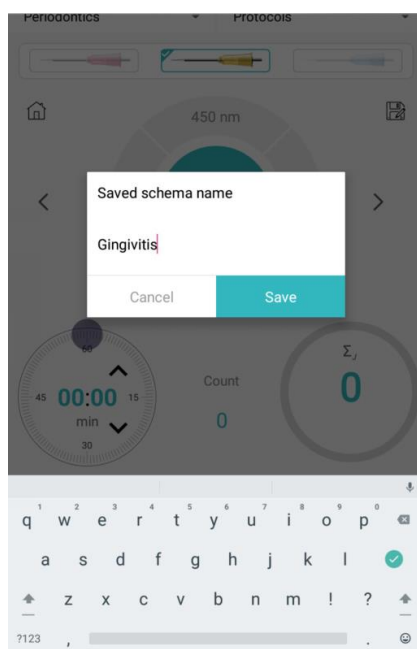 Periodontics Protocols
450 nm
Saved schema name
Gingivitis
Cancel Save
60
45 00:00 15
min
30
Count
0
ΣJ
0
1 2 3 4 5 6 7 8 9 0
q w e r t y u i o p
a s d f g h j k l
z x c v b n m ! ?
?123 , .